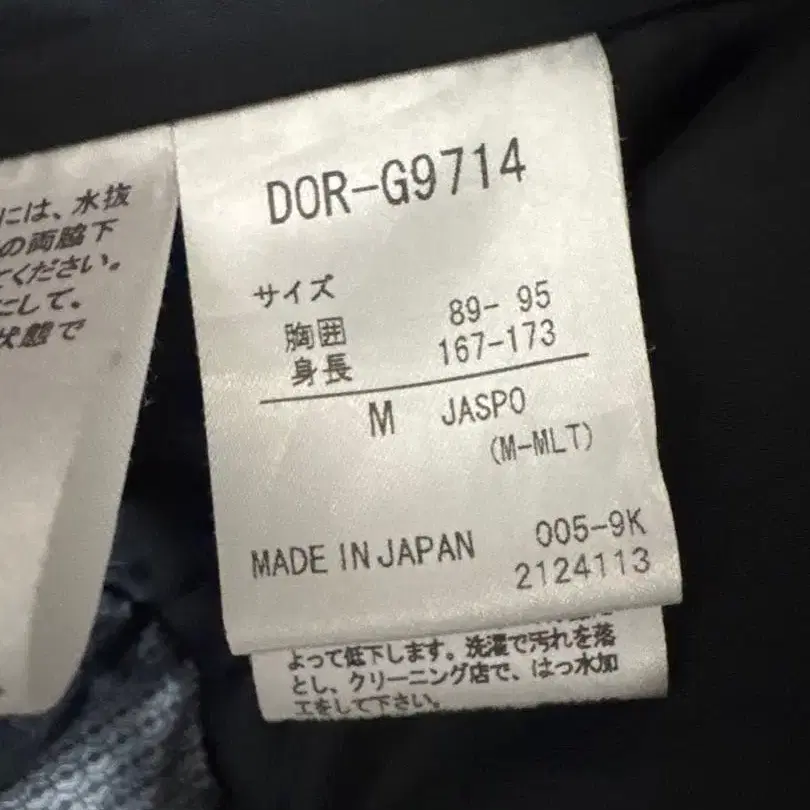 には、水抜
の両脇下
てください。
にして。
状態で
DOR-G9714
サイズ
胸囲 89- 95
身長 167-173
M JASPO
(M-MLT)
MADE IN JAPAN 005-9K
2124113
よって低下します。洗濯で汚れを落
とし、クリーニング店で、はっ水加
工をして下さい。